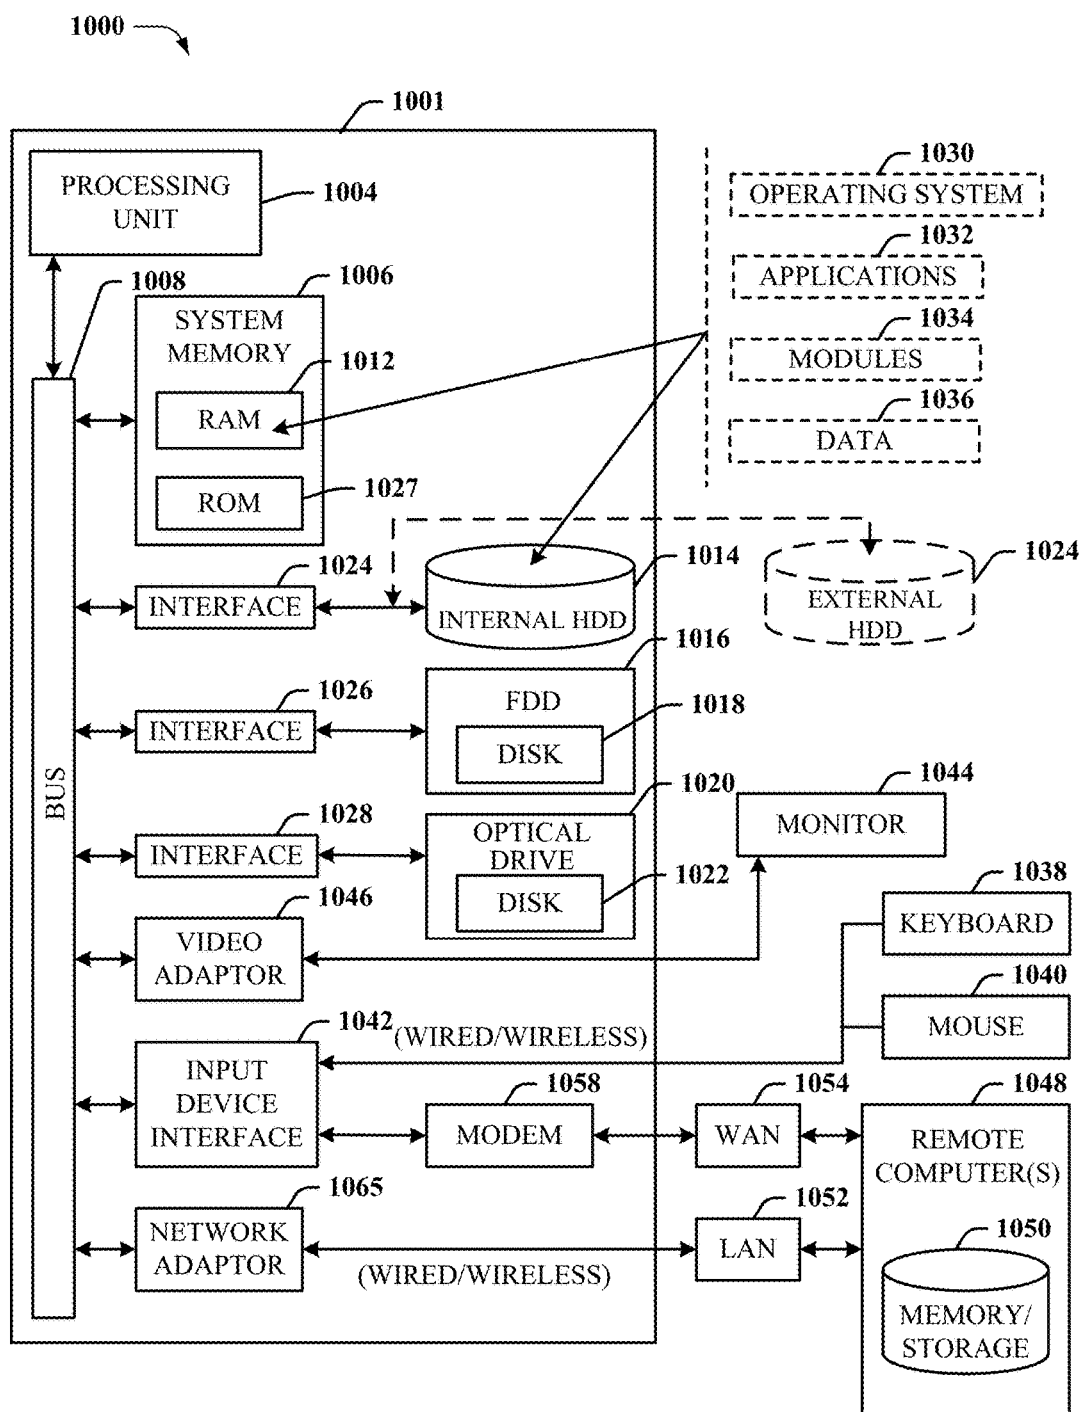 1000
1001
PROCESSING
UNIT
1004
1008
1006
SYSTEM
MEMORY
1012
RAM
ROM
1027
1030
OPERATING SYSTEM
1032
APPLICATIONS
1034
MODULES
1036
DATA
BUS
1024
INTERFACE
1014
INTERNAL HDD
1024
EXTERNAL
HDD
1026
INTERFACE
1016
FDD
1018
DISK
1028
INTERFACE
1020
OPTICAL
DRIVE
1022
DISK
1044
MONITOR
1046
VIDEO
ADAPTOR
1038
KEYBOARD
1040
MOUSE
1042
(WIRED/WIRELESS)
INPUT
DEVICE
INTERFACE
1058
MODEM
1054
WAN
1048
REMOTE
COMPUTER(S)
1065
NETWORK
ADAPTOR
(WIRED/WIRELESS)
1052
LAN
1050
MEMORY/
STORAGE